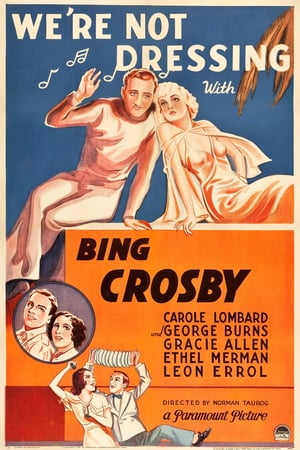 WE'RE NOT
DRESSING
With
BING
CROSBY
CAROLE LOMBARD
and GEORGE BURNS
GRACIE ALLEN
ETHEL MERMAN
LEON ERROL
DIRECTED BY NORMAN TAUROG
a Paramount Picture